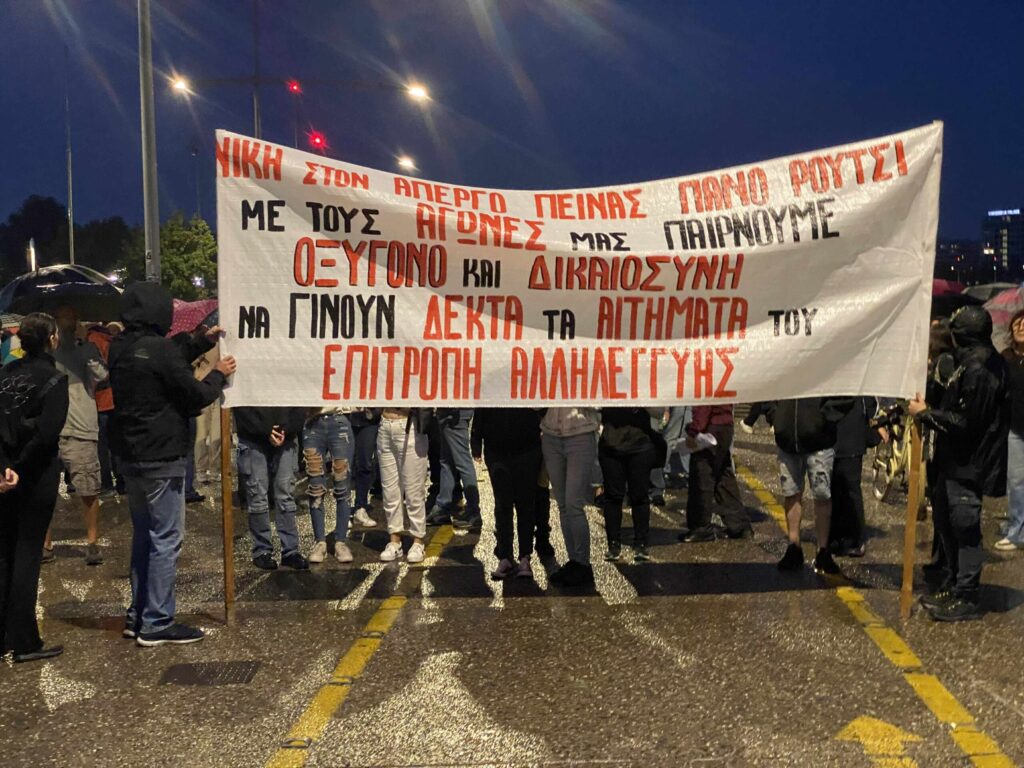 ΝΙΚΗ ΣΤΟΝ ΑΠΕΡΓΟ ΠΕΙΝΑΣ ΠΑΝΟ ΡΟΥΤΣΙ
ΜΕ ΤΟΥΣ ΑΓΩΝΕΣ ΜΑΣ ΠΑΙΡΝΟΥΜΕ
ΟΞΥΓΟΝΟ ΚΑΙ ΔΙΚΑΙΟΣΥΝΗ
ΝΑ ΓΙΝΟΥΝ ΔΕΚΤΑ ΤΑ ΑΙΤΗΜΑΤΑ ΤΟΥ
ΕΠΙΤΡΟΠΗ ΑΛΛΗΛΕΓΓΥΗΣ